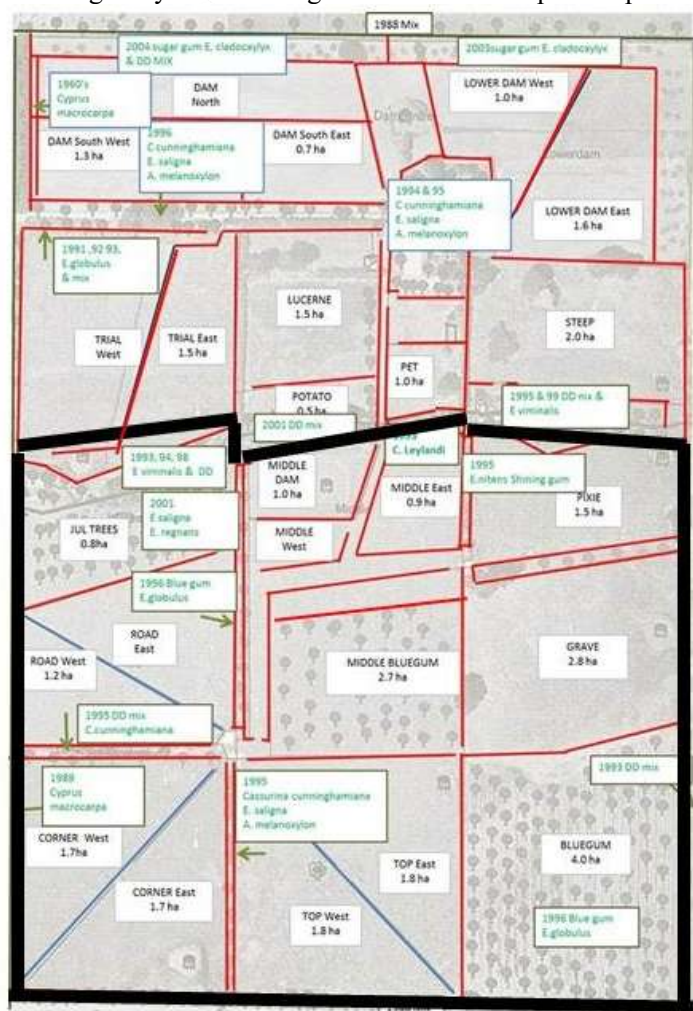 1988 Mix
2004 sugar gum E. cladocaylyx
& DD MIX
2003sugar gum E. cladocaylyx
1960's
Cyprus
macrocarpa
DAM
North
LOWER DAM West
1.0 ha
DAM South West
1.3 ha
1996
C cunninghamiana
E. saligna
A. melanoxylon
DAM South East
0.7 ha
Lowerdam
1994 & 95
C cunninghamiana
E. saligna
A. melanoxylon
LOWER DAM East
1.6 ha
1991 ,92 93,
E.globulus
& mix
LUCERNE
1.5 ha
STEEP
2.0 ha
TRIAL
West
TRIAL East
1.5 ha
PET
1.0 ha
POTATO
0.5 ha
1995 & 99 DD mix &
E viminalis
2001 DD mix
C. Leylandi
1993, 94, 98
E viminalis & DD
MIDDLE
DAM
1.0 ha
MIDDLE East
0.9 ha
1995
E.nitens Shining gum
PIXIE
1.5 ha
2001
E.saligna
E. regnans
JUL TREES
0.8ha
MIDDLE
West
1996 Blue gum
E.globulus
ROAD
East
ROAD West
1.2 ha
MIDDLE BLUEGUM
2.7 ha
GRAVE
2.8 ha
1995 DD mix
C.cunninghamiana
1993 DD mix
1989
Cyprus
macrocarpa
1995
Cassurina cunninghamiana
E. saligna
A. melanoxylon
CORNER West
1.7ha
CORNER East
1.7 ha
TOP East
1.8 ha
TOP West
1.8 ha
BLUEGUM
4.0 ha
1996 Blue gum
E.globulus